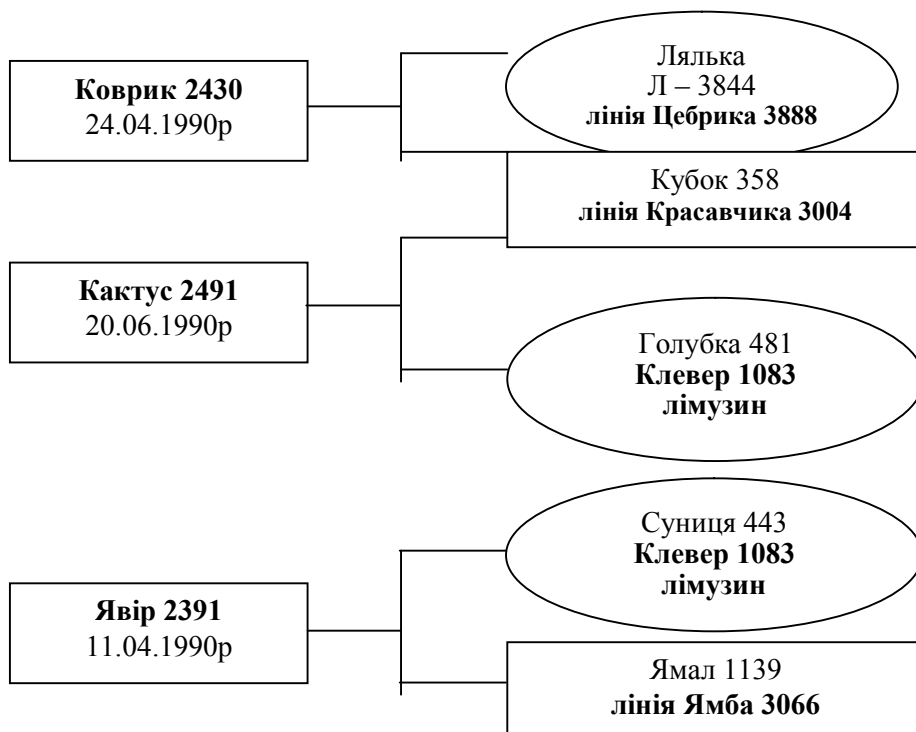 Коврик 2430
24.04.1990р
Лялька
Л – 3844
лінія Цебрика 3888
Кубок 358
лінія Красавчика 3004
Кактус 2491
20.06.1990р
Голубка 481
Клевер 1083
лімузин
Суниця 443
Клевер 1083
лімузин
Явір 2391
11.04.1990р
Ямал 1139
лінія Ямба 3066